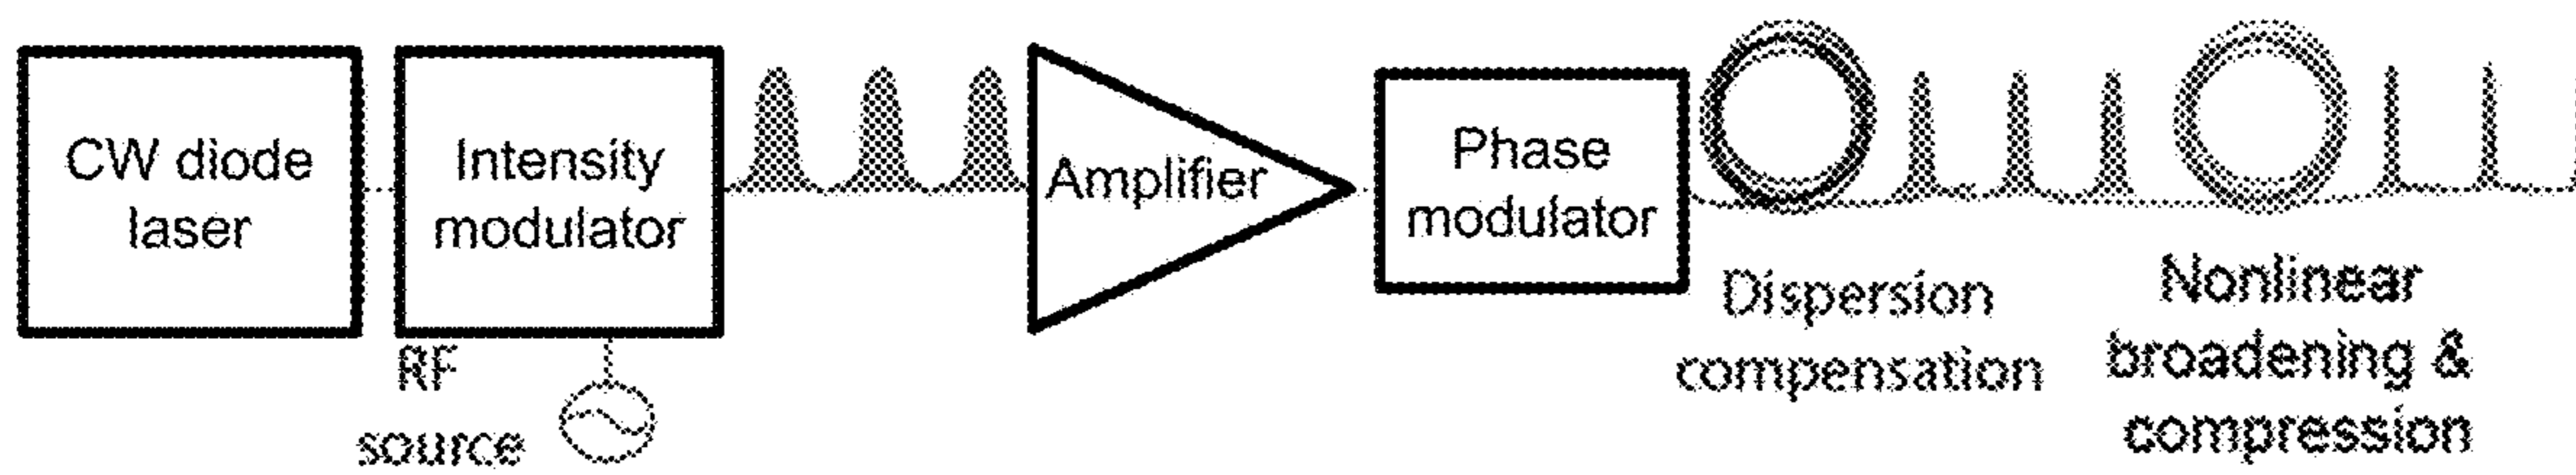 CW diode
laser
Intensity
modulator
RF
source
Amplifier
Phase
modulator
Dispersion
compensation
Nonlinear
broadening &
compression